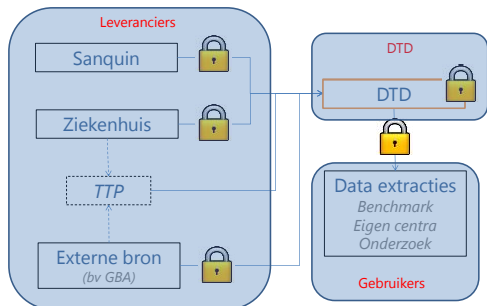 Leveranciers
Sanquin
Ziekenhuis
TTP
Externe bron
(bv GBA)
DTD
DTD
Data extracties
Benchmark
Eigen centra
Onderzoek
Gebruikers